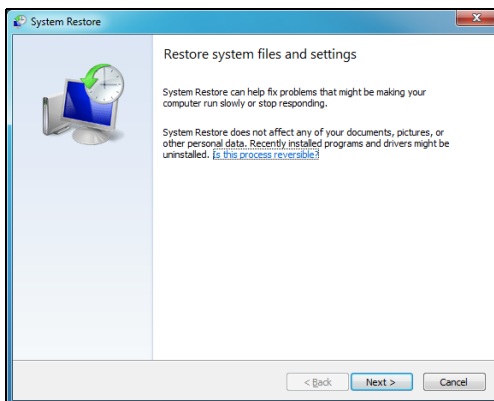 System Restore
Restore system files and settings
System Restore can help fix problems that might be making your
computer run slowly or stop responding.
System Restore does not affect any of your documents, pictures, or
other personal data. Recently installed programs and drivers might be
uninstalled. Is this process reversible?
< Back Next > Cancel